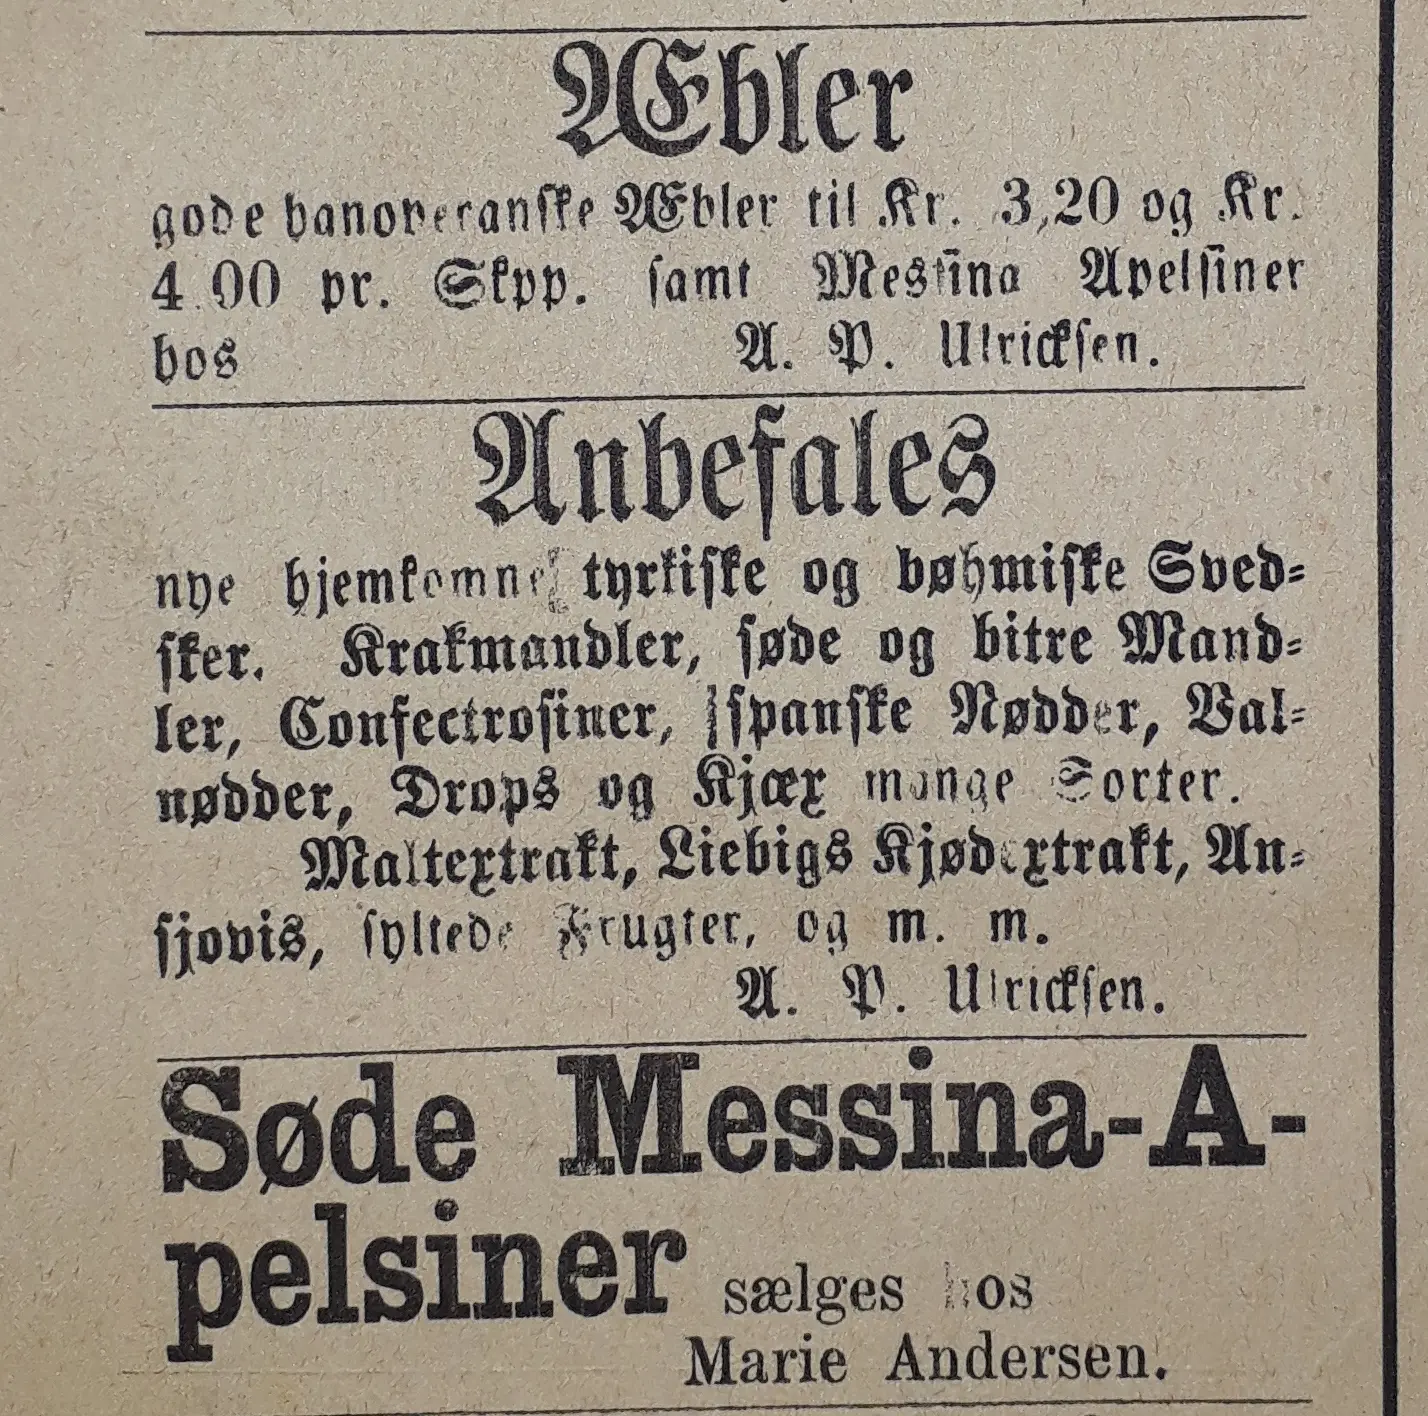 Æbler
gode hanoveranske Æbler til Kr. 3,20 og Kr.
4.00 pr. Skpp. samt Messina Apelsiner
hos A. P. Ulricksen.
Anbefales
nye hjemkomne tyrkiske og bøhmiske Sved-
sker. Krakmandler, søde og bitre Mand-
ler, Confectrosiner, spanske Nødder, Val-
nødder, Drops og Kjæx mange Sorter.
Maltextrakt, Liebigs Kjødextrakt, An-
sjovis, syltede Frugter, og m. m.
A. P. Ulricksen.
Søde Messina-A-
pelsiner sælges hos
Marie Andersen.